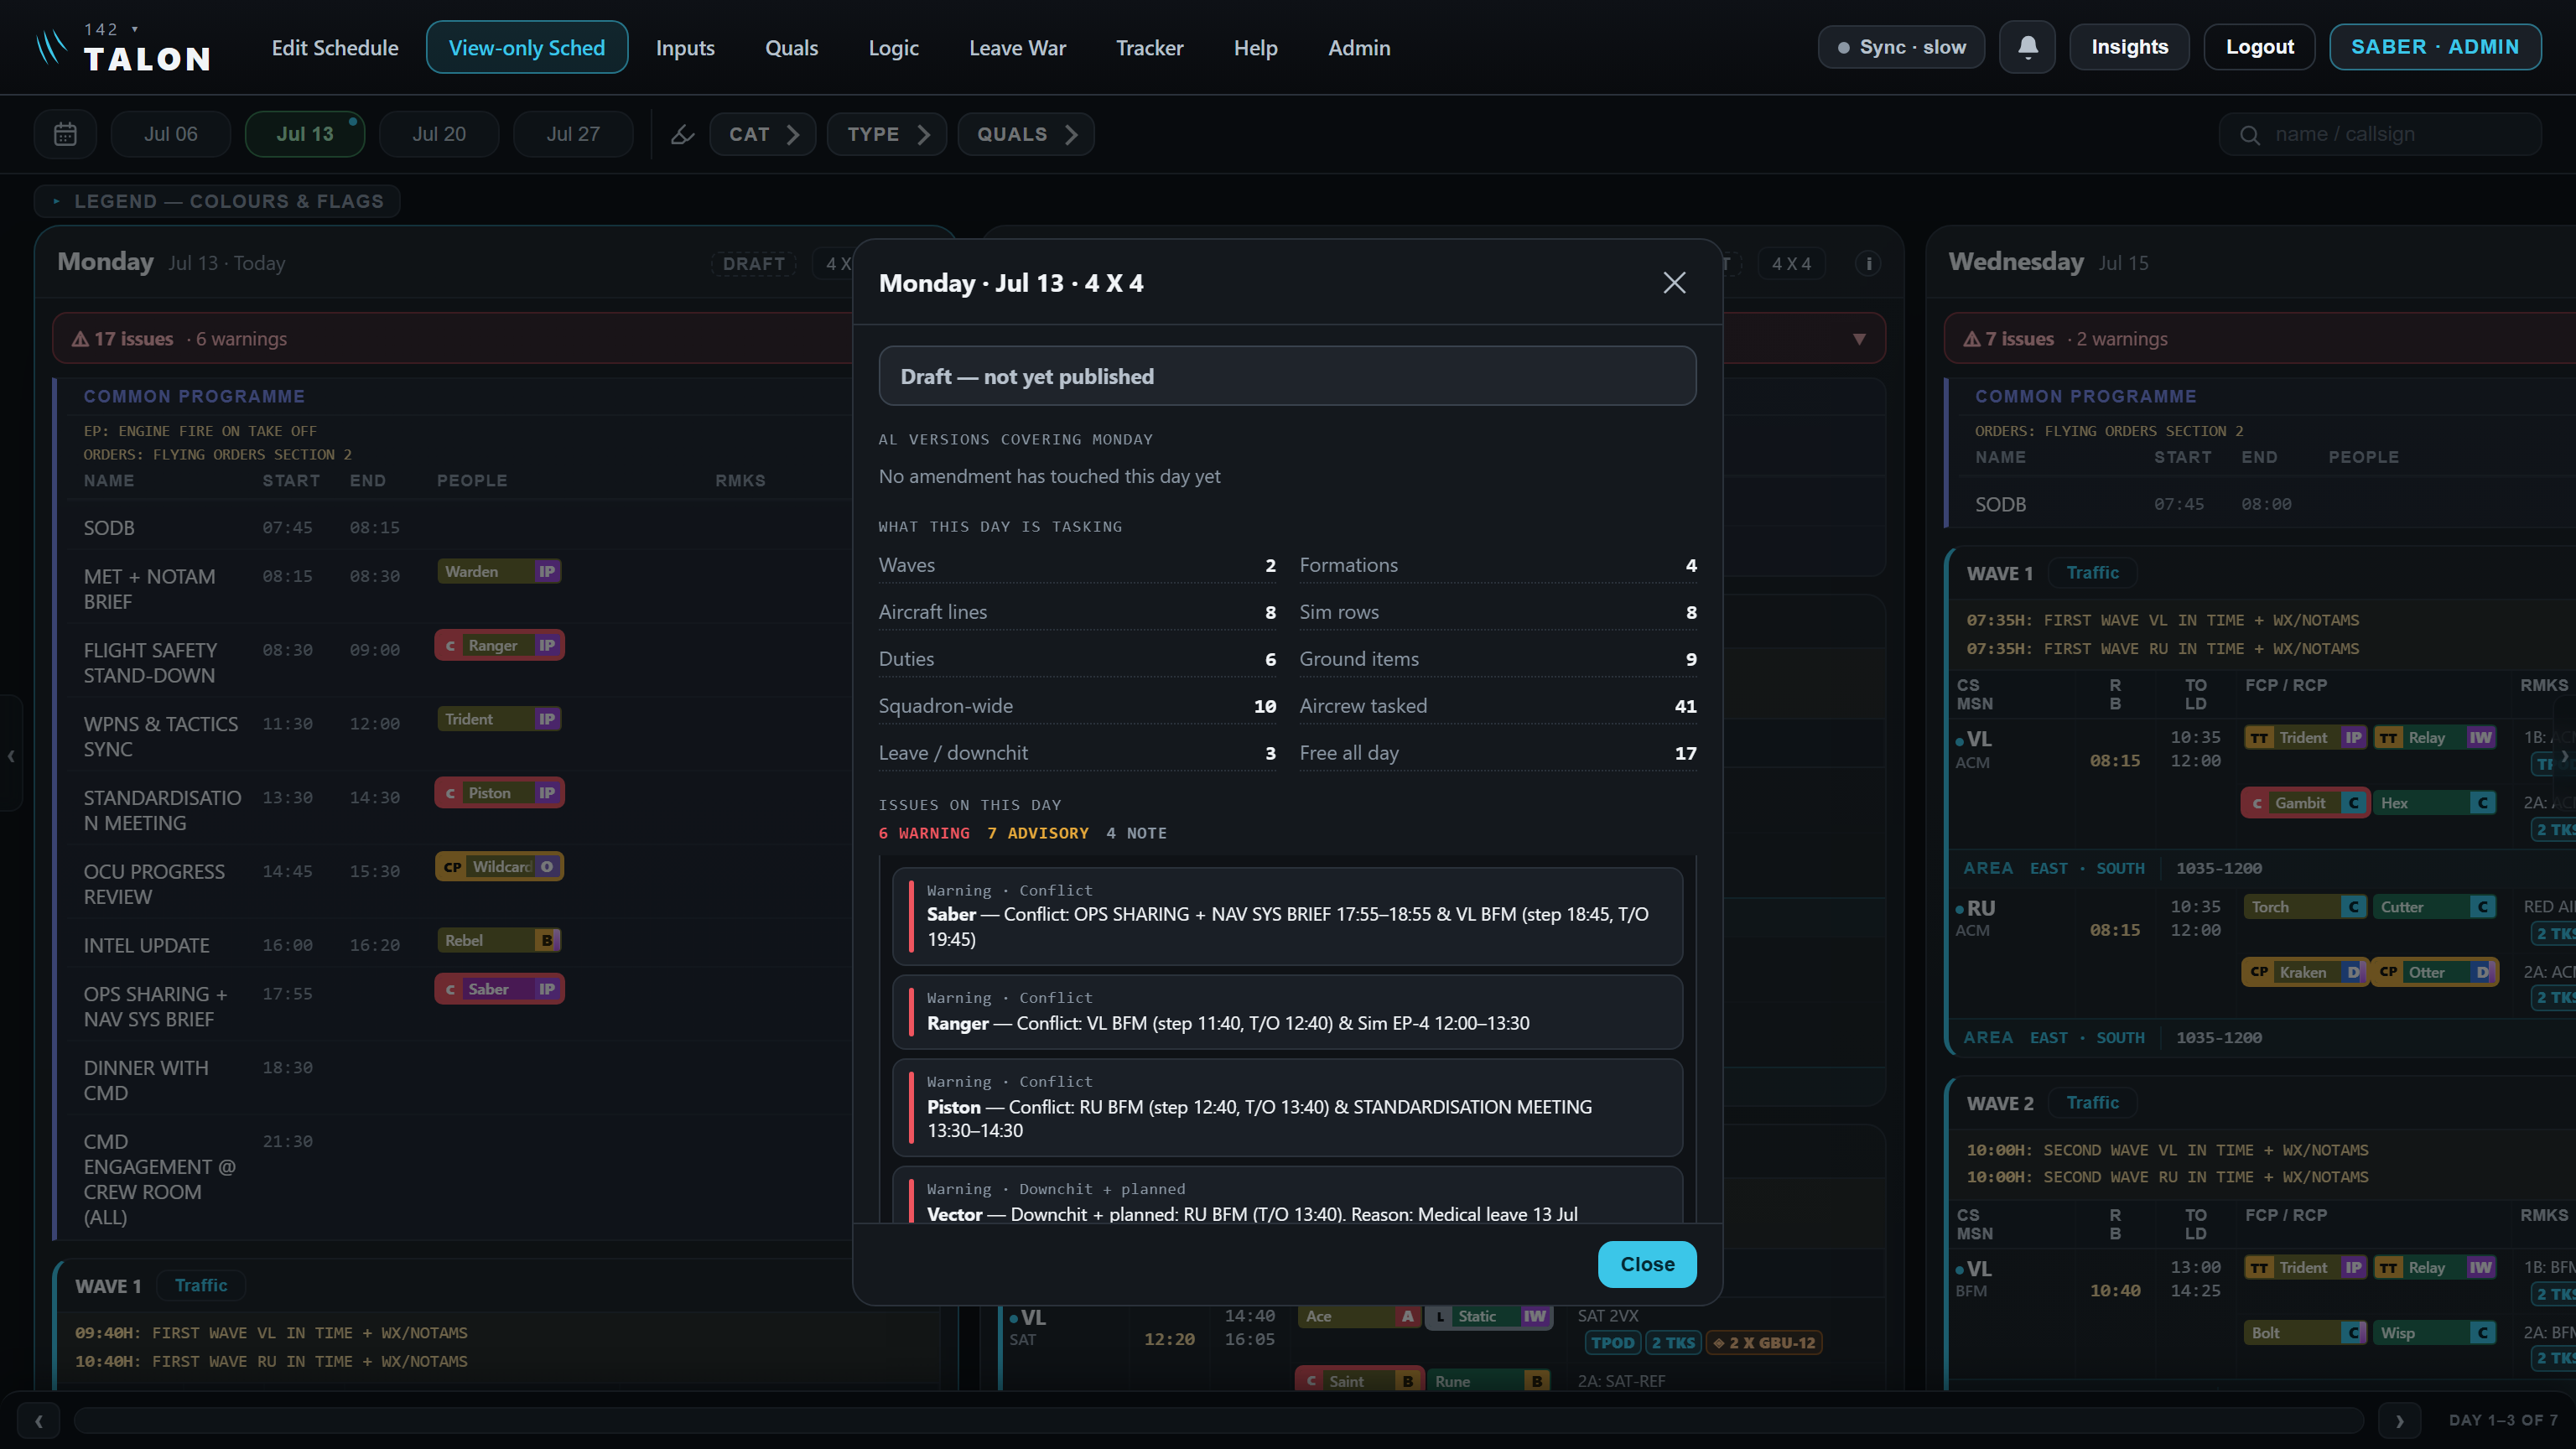 142 ▾
TALON
Edit Schedule
View-only Sched
Inputs
Quals
Logic
Leave War
Tracker
Help
Admin
Sync · slow
Insights
Logout
SABER · ADMIN
Jul 06
Jul 13
Jul 20
Jul 27
CAT
TYPE
QUALS
name / callsign
LEGEND — COLOURS & FLAGS
Monday Jul 13 · Today
DRAFT
4 X
17 issues · 6 warnings
COMMON PROGRAMME
EP: ENGINE FIRE ON TAKE OFF
ORDERS: FLYING ORDERS SECTION 2
NAME START END PEOPLE RMKS
SODB 07:45 08:15
MET + NOTAM
BRIEF
08:15 08:30 Warden IP
FLIGHT SAFETY
STAND-DOWN
08:30 09:00 C Ranger IP
WPNS & TACTICS
SYNC
11:30 12:00 Trident IP
STANDARDISATIO
N MEETING
13:30 14:30 C Piston IP
OCU PROGRESS
REVIEW
14:45 15:30 CP Wildcard O
INTEL UPDATE 16:00 16:20 Rebel B
OPS SHARING +
NAV SYS BRIEF
17:55 C Saber IP
DINNER WITH
CMD
18:30
CMD
ENGAGEMENT @
CREW ROOM
(ALL)
21:30
WAVE 1 Traffic
09:40H: FIRST WAVE VL IN TIME + WX/NOTAMS
10:40H: FIRST WAVE RU IN TIME + WX/NOTAMS
Monday · Jul 13 · 4 X 4
Draft — not yet published
AL VERSIONS COVERING MONDAY
No amendment has touched this day yet
WHAT THIS DAY IS TASKING
Waves 2 Formations 4
Aircraft lines 8 Sim rows 8
Duties 6 Ground items 9
Squadron-wide 10 Aircrew tasked 41
Leave / downchit 3 Free all day 17
ISSUES ON THIS DAY
6 WARNING 7 ADVISORY 4 NOTE
Warning · Conflict
Saber — Conflict: OPS SHARING + NAV SYS BRIEF 17:55–18:55 & VL BFM (step 18:45, T/O
19:45)
Warning · Conflict
Ranger — Conflict: VL BFM (step 11:40, T/O 12:40) & Sim EP-4 12:00–13:30
Warning · Conflict
Piston — Conflict: RU BFM (step 12:40, T/O 13:40) & STANDARDISATION MEETING
13:30–14:30
Warning · Downchit + planned
Vector — Downchit + planned: RU BFM (T/O 13:40). Reason: Medical leave 13 Jul
Close
T
4 X 4
i
VL
SAT
12:20
14:40
16:05
Ace A L Static IW
SAT 2VX
TPOD 2 TKS 2 X GBU-12
C Saint B Rune B
2A: SAT-REF
Wednesday Jul 15
7 issues · 2 warnings
COMMON PROGRAMME
ORDERS: FLYING ORDERS SECTION 2
NAME START END PEOPLE
SODB 07:45 08:00
WAVE 1 Traffic
07:35H: FIRST WAVE VL IN TIME + WX/NOTAMS
07:35H: FIRST WAVE RU IN TIME + WX/NOTAMS
CS R TO FCP / RCP RMKS
MSN B LD
VL
ACM
08:15
10:35
12:00
TT Trident IP TT Relay IW
1B:
C Gambit C Hex C
2A:
2 TKS
AREA EAST · SOUTH 1035–1200
RU
ACM
08:15
10:35
12:00
Torch C Cutter C
RED AI
2 TKS
CP Kraken D CP Otter D
2A: AC
2 TKS
AREA EAST · SOUTH 1035–1200
WAVE 2 Traffic
10:00H: SECOND WAVE VL IN TIME + WX/NOTAMS
10:00H: SECOND WAVE RU IN TIME + WX/NOTAMS
CS R TO FCP / RCP RMKS
MSN B LD
VL
BFM
10:40
13:00
14:25
TT Trident IP TT Relay IW
1B: BFM
2 TKS
Bolt C Wisp C
2A: BFM
2 TKS
DAY 1–3 OF 7